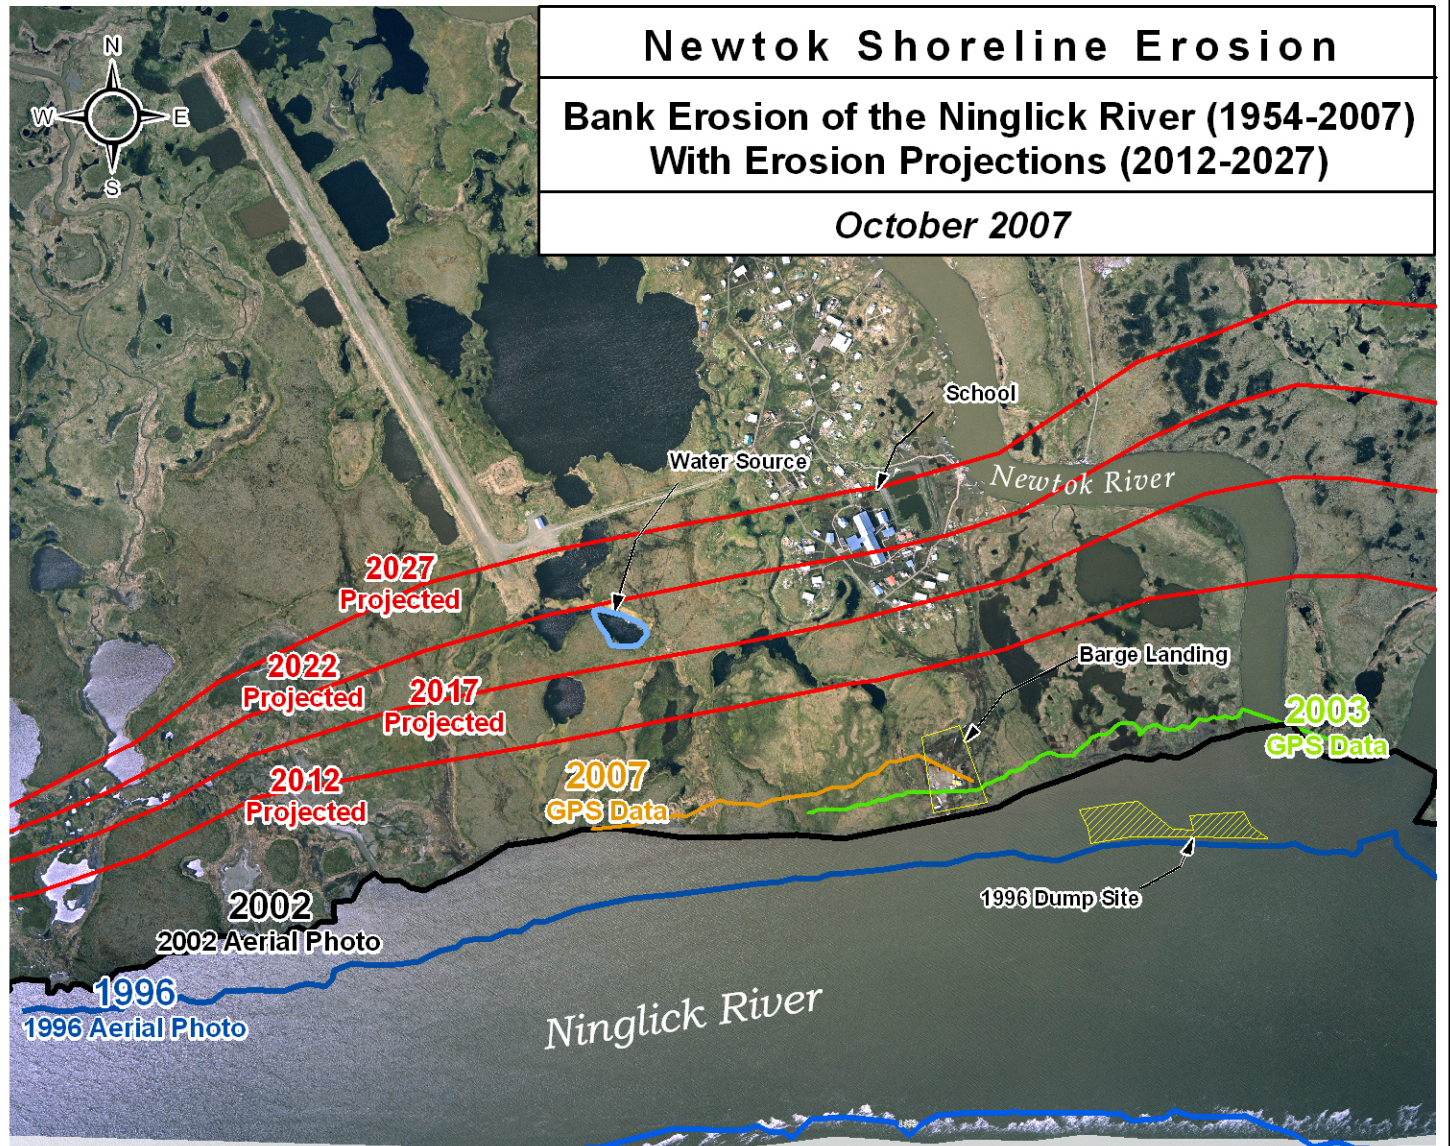 Newtok Shoreline Erosion
Bank Erosion of the Ninglick River (1954-2007)
With Erosion Projections (2012-2027)
October 2007
N
W
E
S
School
Water Source
Newtok River
2027
Projected
2022
Projected
2017
Projected
Barge Landing
2003
GPS Data
2012
Projected
2007
GPS Data
1996 Dump Site
2002
2002 Aerial Photo
1996
1996 Aerial Photo
Ninglick River